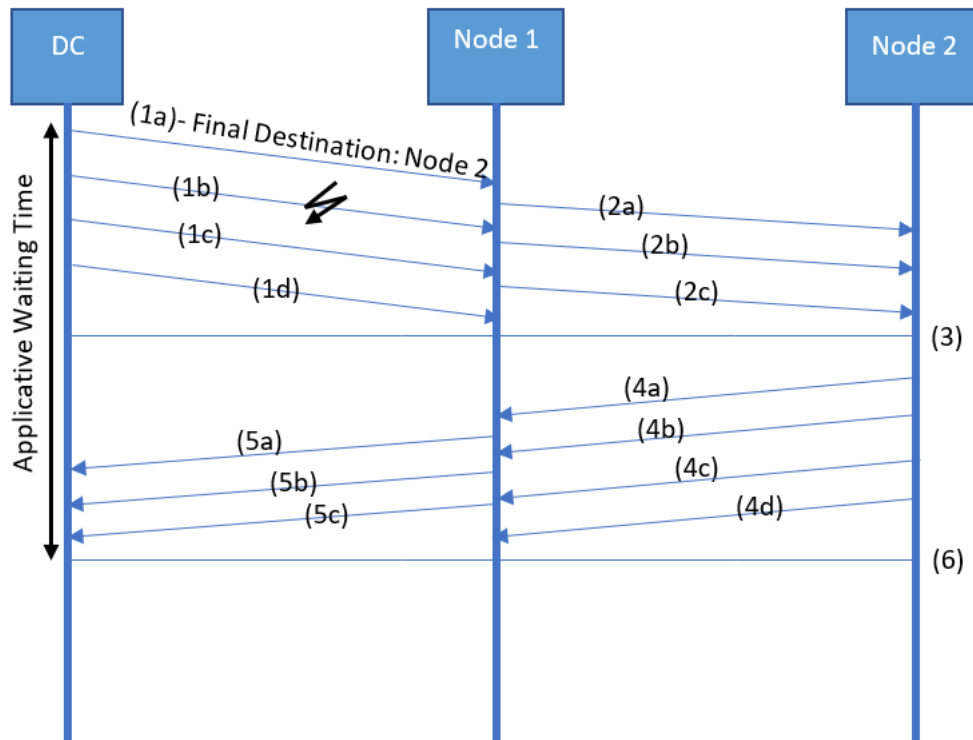 DC
Node 1
Node 2
(1a)- Final Destination: Node 2
(1b)
(2a)
(1c)
(2b)
(1d)
(2c)
(3)
Applicative Waiting Time
(4a)
(5a)
(4b)
(5b)
(4c)
(5c)
(4d)
(6)